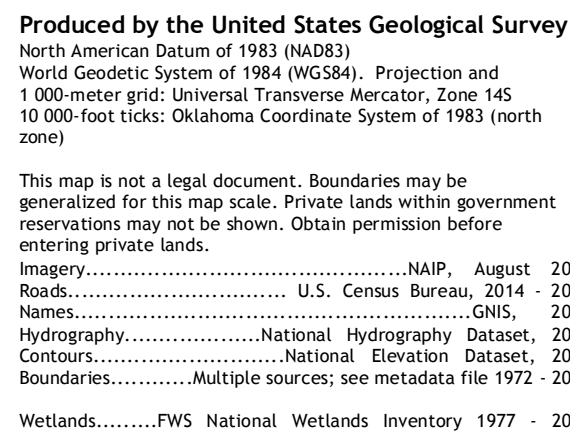 Produced by the United States Geological Survey
North American Datum of 1983 (NAD83)
World Geodetic System of 1984 (WGS84). Projection and
1 000-meter grid: Universal Transverse Mercator, Zone 14S
10 000-foot ticks: Oklahoma Coordinate System of 1983 (north
zone)
This map is not a legal document. Boundaries may be
generalized for this map scale. Private lands within government
reservations may not be shown. Obtain permission before
entering private lands.
Imagery...............................................NAIP, August 20
Roads................................ U.S. Census Bureau, 2014 - 20
Names..........................................................GNIS, 20
Hydrography....................National Hydrography Dataset, 20
Contours............................National Elevation Dataset, 20
Boundaries............Multiple sources; see metadata file 1972 - 20
Wetlands.........FWS National Wetlands Inventory 1977 - 20